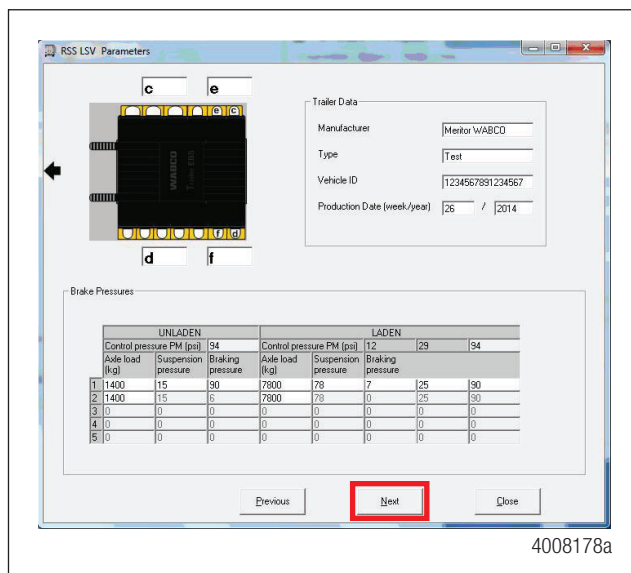 RSS LSV Parameters
c e
e c
WABCO
Trailer EBS
f d
d f
Trailer Data
Manufacturer Meritor WABCO
Type Test
Vehicle ID 1234567891234567
Production Date (week/year) 26 / 2014
Brake Pressures
UNLADEN LADEN
Control pressure PM (psi) 94 Control pressure PM (psi) 12 29 94
Axle load (kg) Suspension pressure Braking pressure Axle load (kg) Suspension pressure Braking pressure
1 1400 15 90 7800 78 7 25 90
2 1400 15 6 7800 78 0 25 90
3 0 0 0 0 0 0 0 0
4 0 0 0 0 0 0 0 0
5 0 0 0 0 0 0 0 0
Previous Next Close
4008178a